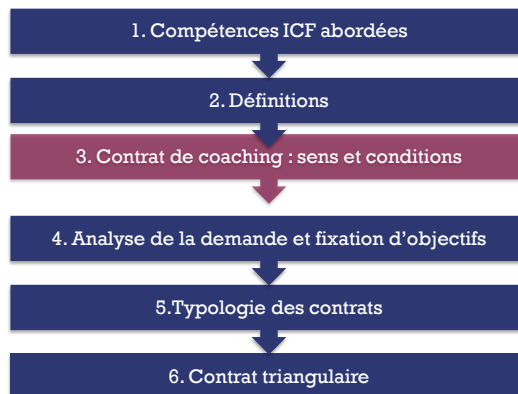 1. Compétences ICF abordées
2. Définitions
3. Contrat de coaching : sens et conditions
4. Analyse de la demande et fixation d'objectifs
5.Typologie des contrats
6. Contrat triangulaire